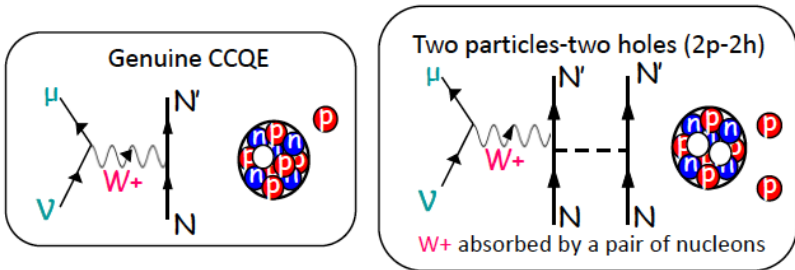 Genuine CCQE
μ
N'
W+
ν
N
p
n p n
p p p
n n
p
Two particles-two holes (2p-2h)
μ
N'
N'
W+
ν
N
N
p
n p n
p p
n n
p
p
W+ absorbed by a pair of nucleons